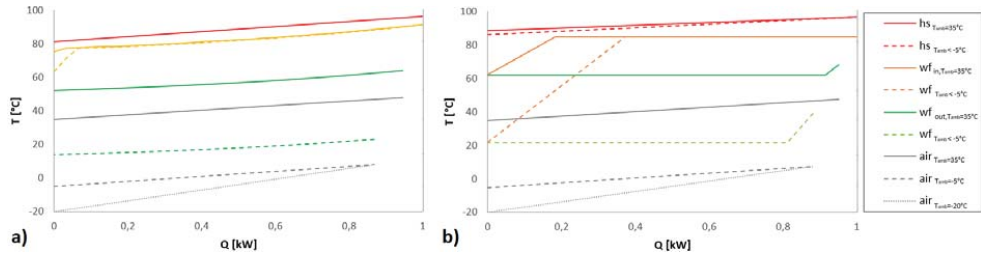 100
80
60
40
20
0
-20
T [°C]
0
0,2
0,4
0,6
0,8
1
Q [kW]
a)
100
80
60
40
20
0
-20
T [°C]
0
0,2
0,4
0,6
0,8
1
Q [kW]
b)
hs Tamb=35°C
hs Tamb< -5°C
wf in,Tamb=35°C
wf Tamb< -5°C
wf out,Tamb=35°C
wf Tamb< -5°C
air Tamb=35°C
air Tamb=-5°C
air Tamb=-20°C